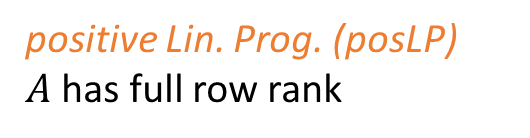 positive Lin. Prog. (posLP)
A has full row rank